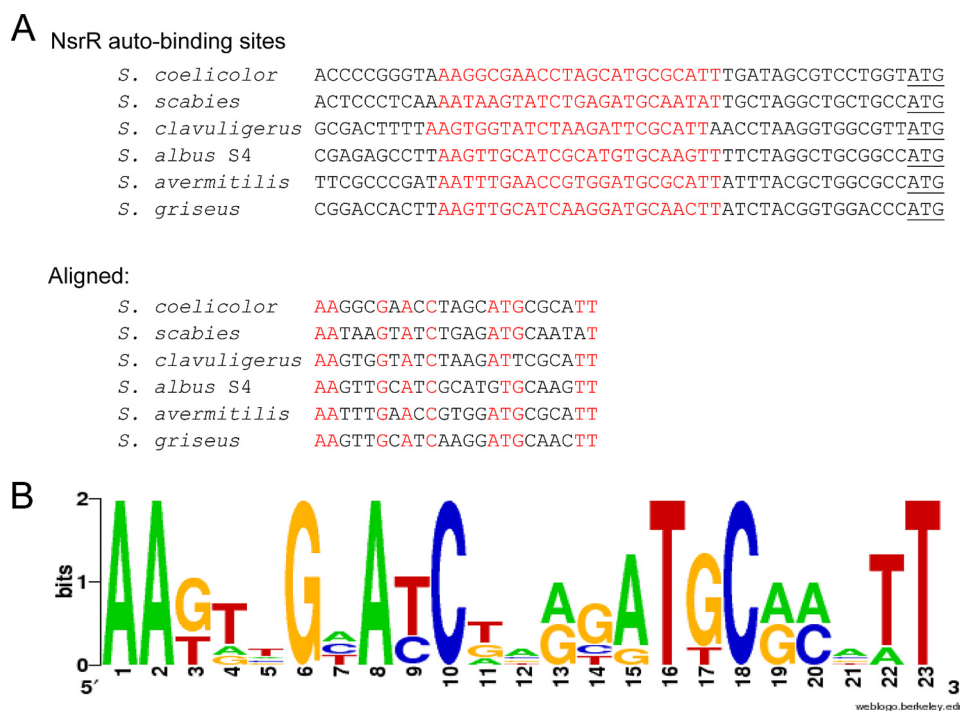 A NsrR auto-binding sites
S. coelicolor ACCCCGGGTAAAGGCGAACCTAGCATGCGCATTTGATAGCGTCCTGGTATG
S. scabies ACTCCCTCAAAATAAGTATCTGAGATGCAATATTGCTAGGCTGCTGCCATG
S. clavuligerus GCGACTTTTAAGTGGTATCTAAGATTCGCATTAACCTAAGGTGGCGTTATG
S. albus S4 CGAGAGCCTTAAGTTGCATCGCATGTGCAAGTTTTCTAGGCTGCGGCCATG
S. avermitilis TTCGCCCGATAATTTGAACCGTGGATGCGCATTATTTACGCTGGCGCCATG
S. griseus CGGACCACTTAAGTTGCATCAAGGATGCAACTTATCTACGGTGGACCCATG
Aligned:
S. coelicolor AAGGCGAACCTAGCATGCGCATT
S. scabies AATAAGTATCTGAGATGCAATAT
S. clavuligerus AAGTGGTATCTAAGATTCGCATT
S. albus S4 AAGTTGCATCGCATGTGCAAGTT
S. avermitilis AATTTGAACCGTGGATGCGCATT
S. griseus AAGTTGCATCAAGGATGCAACTT
B
2
bits
1
0
5′ 1 2 3 4 5 6 7 8 9 10 11 12 13 14 15 16 17 18 19 20 21 22 23 3
weblogo.berkeley.edu